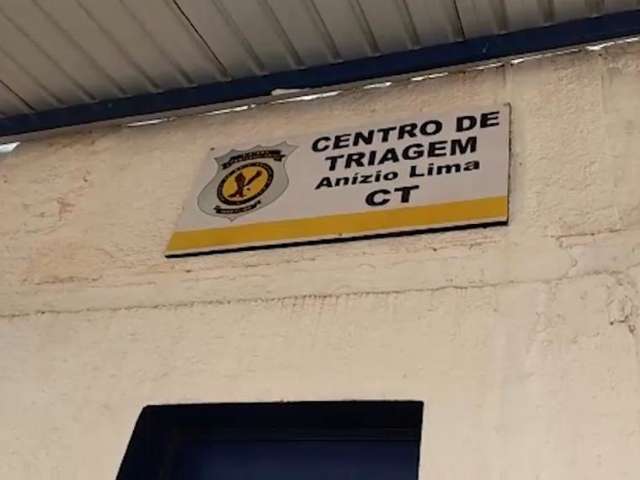 CENTRO DE
TRIAGEM
Anízio Lima
CT